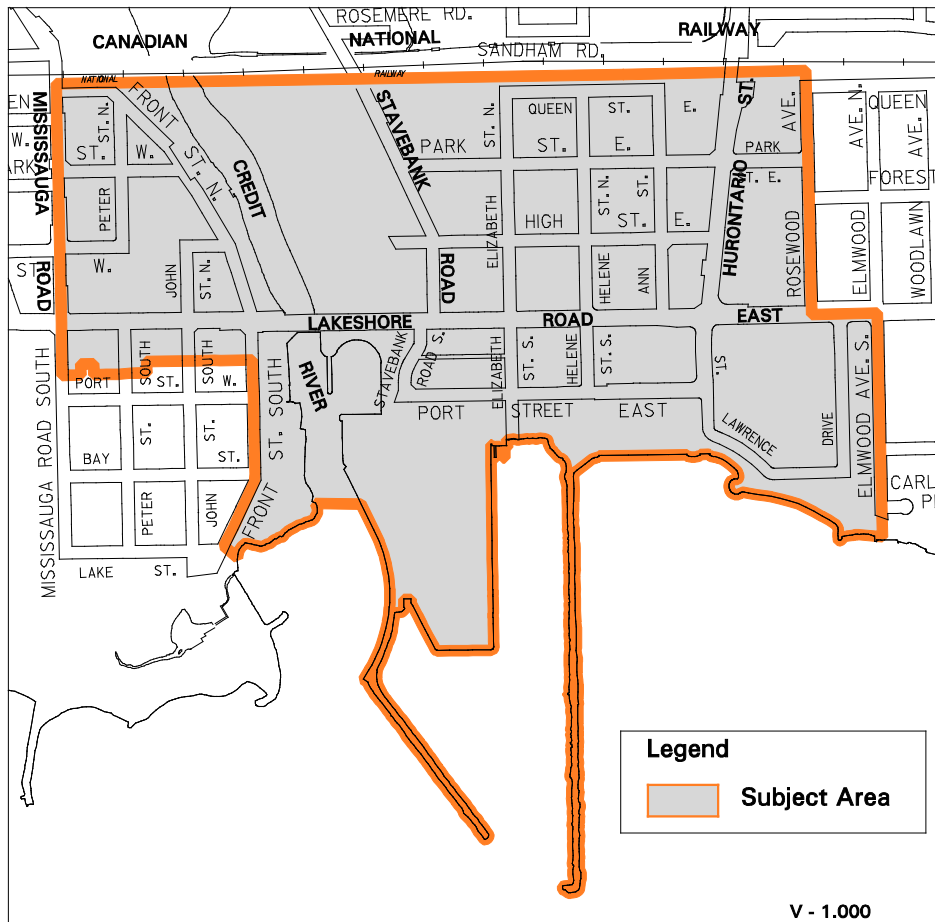 ROSEMERE RD.
CANADIAN NATIONAL RAILWAY
SANDHAM RD.
NATIONAL RAILWAY
MISSISSAUGA ROAD
FRONT ST. N.
ST. N.
STAVEBANK ROAD
CREDIT RIVER
QUEEN ST. E.
ST. N.
ST.
AVE.
AVE. N.
QUEEN
AVE.
W.
ST. W.
PARK ST. E.
PARK
ST. E.
FOREST
PETER
ELIZABETH
HIGH ST. E.
ST. N.
ST.
HURONTARIO
ROSEWOOD
ELMWOOD
WOODLAWN
ST.
W.
JOHN
ST. N.
HELENE
ANN
LAKESHORE ROAD EAST
MISSISSAUGA ROAD SOUTH
SOUTH
SOUTH
PORT ST. W.
ST. SOUTH
FRONT
STAVEBANK
ROAD S.
ELIZABETH
ST. S.
HELENE
ST. S.
ST.
PORT STREET EAST
LAWRENCE
DRIVE
ELMWOOD AVE. S.
BAY
ST.
ST.
ST.
PETER
JOHN
LAKE ST.
CARL
Legend
Subject Area
V - 1.000